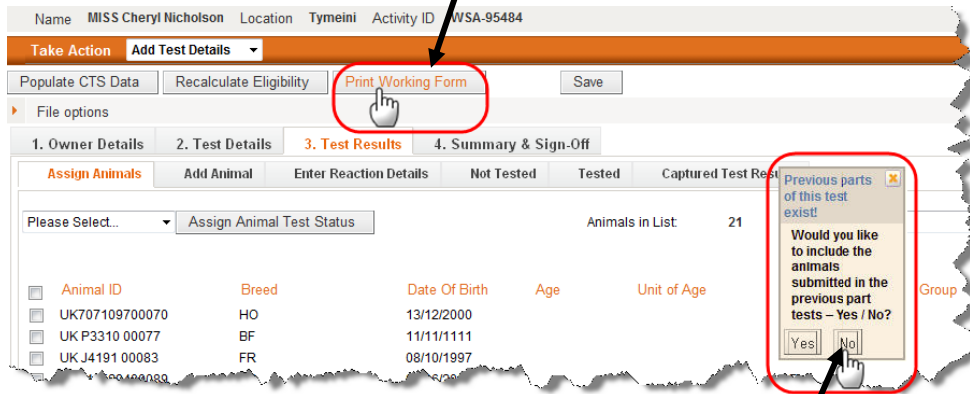 Name MISS Cheryl Nicholson Location Tymeini Activity ID WSA-95484
Take Action Add Test Details
Populate CTS Data Recalculate Eligibility Print Working Form Save
File options
1. Owner Details 2. Test Details 3. Test Results 4. Summary & Sign-Off
Assign Animals Add Animal Enter Reaction Details Not Tested Tested Captured Test
Please Select... Assign Animal Test Status Animals in List: 21
Animal ID Breed Date Of Birth Age Unit of Age Group
UK707109700070 HO 13/12/2000
UK P3310 00077 BF 11/11/1111
UK J4191 00083 FR 08/10/1997
Previous parts
of this test
exist!
Would you like
to include the
animals
submitted in the
previous part
tests – Yes / No?
Yes No